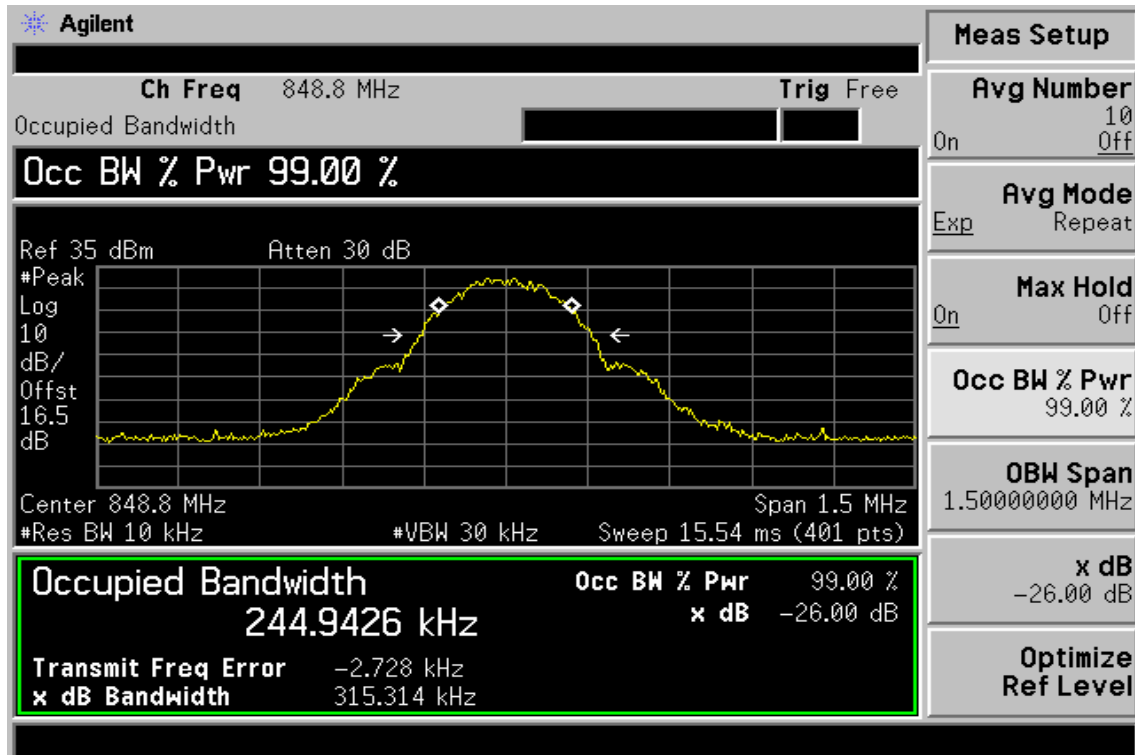 Agilent
Ch Freq 848.8 MHz Trig Free
Occupied Bandwidth
Occ BW % Pwr 99.00 %
Ref 35 dBm Atten 30 dB
#Peak
Log
10
dB/
Offst
16.5
dB
Center 848.8 MHz Span 1.5 MHz
#Res BW 10 kHz #VBW 30 kHz Sweep 15.54 ms (401 pts)
Occupied Bandwidth Occ BW % Pwr 99.00 %
244.9426 kHz x dB -26.00 dB
Transmit Freq Error -2.728 kHz
x dB Bandwidth 315.314 kHz
Meas Setup
Avg Number
10
On Off
Avg Mode
Exp Repeat
Max Hold
On Off
Occ BW % Pwr
99.00 %
OBW Span
1.50000000 MHz
x dB
-26.00 dB
Optimize
Ref Level